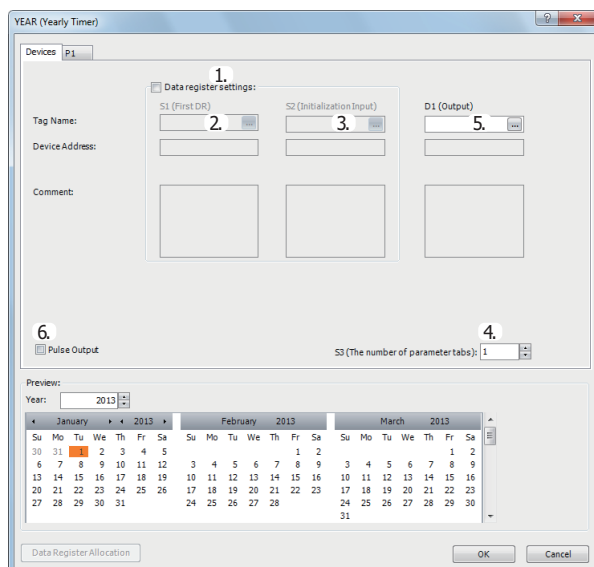 YEAR (Yearly Timer)
Devices P1
1.
Data register settings:
S1 (First DR) S2 (Initialization Input) D1 (Output)
Tag Name: 2. ... 3. ... 5. ...
Device Address:
Comment:
6. 4.
Pulse Output S3 (The number of parameter tabs): 1
Preview:
Year: 2013
January 2013 February 2013 March 2013
Su Mo Tu We Th Fr Sa Su Mo Tu We Th Fr Sa Su Mo Tu We Th Fr Sa
30 31 1 2 3 4 5 1 2 1 2
6 7 8 9 10 11 12 3 4 5 6 7 8 9 3 4 5 6 7 8 9
13 14 15 16 17 18 19 10 11 12 13 14 15 16 10 11 12 13 14 15 16
20 21 22 23 24 25 26 17 18 19 20 21 22 23 17 18 19 20 21 22 23
27 28 29 30 31 24 25 26 27 28 24 25 26 27 28 29 30
31
Data Register Allocation OK Cancel